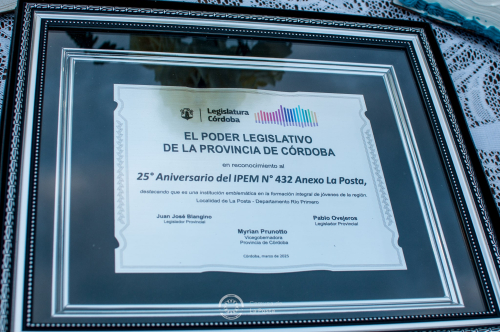 Legislatura
Córdoba
EL PODER LEGISLATIVO
DE LA PROVINCIA DE CÓRDOBA
en reconocimiento al
25° Aniversario del IPEM N° 432 Anexo La Posta,
destacando que es una institución emblemática en la formación integral de jóvenes de la región.
Localidad de La Posta - Departamento Río Primero
Juan José Blangino
Legislador Provincial
Pablo Ovejeros
Legislador Provincial
Myrian Prunotto
Vicegobernadora
Provincia de Córdoba
Córdoba, marzo de 2025